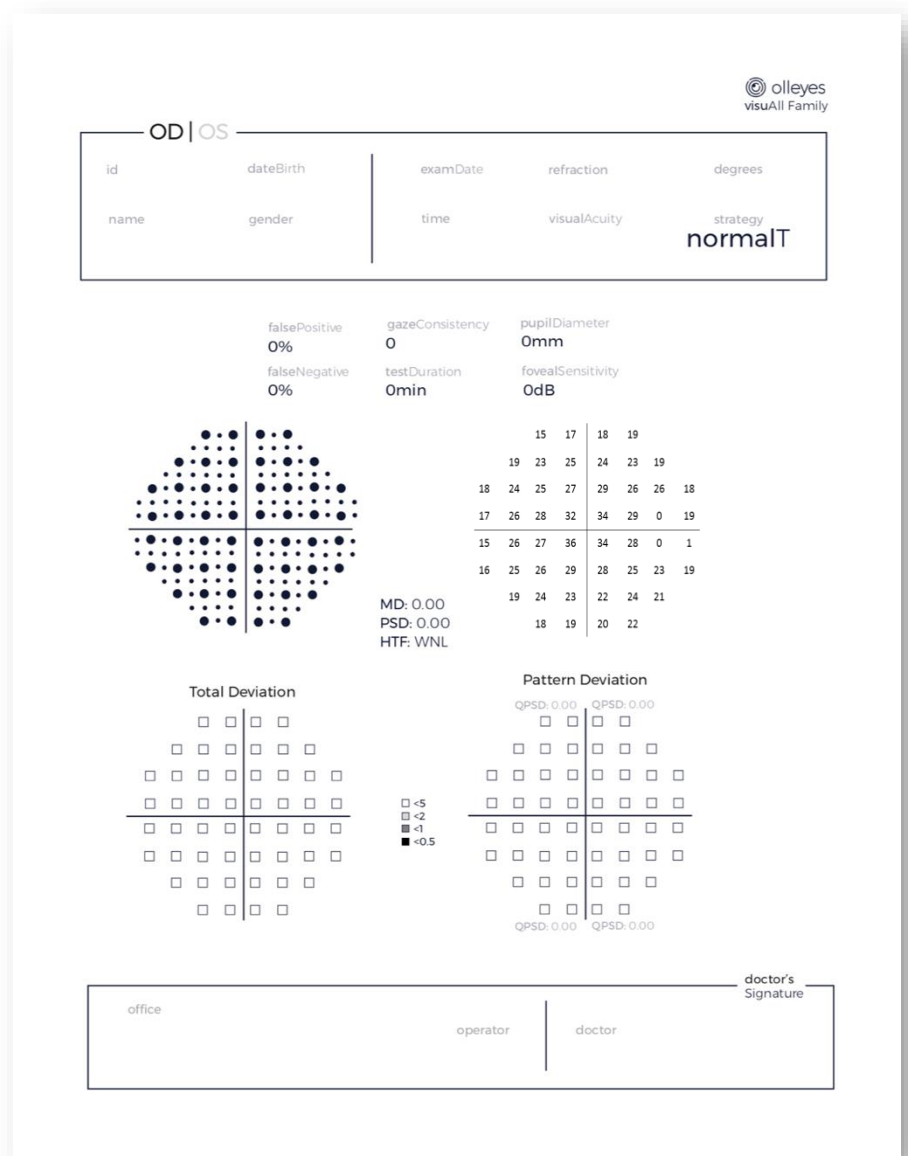 olleyes
visuAll Family
OD | OS
id dateBirth examDate refraction degrees
name gender time visualAcuity strategy
normalT
falsePositive gazeConsistency pupilDiameter
0% 0 0mm
falseNegative testDuration fovealSensitivity
0% 0min 0dB
15 17 18 19
19 23 25 24 23 19
18 24 25 27 29 26 26 18
17 26 28 32 34 29 0 19
15 26 27 36 34 28 0 1
16 25 26 29 28 25 23 19
19 24 23 22 24 21
18 19 20 22
MD: 0.00
PSD: 0.00
HTF: WNL
Total Deviation
Pattern Deviation
QPSD: 0.00 QPSD: 0.00
<5
<2
<1
<0.5
QPSD: 0.00 QPSD: 0.00
doctor's
Signature
office
operator doctor